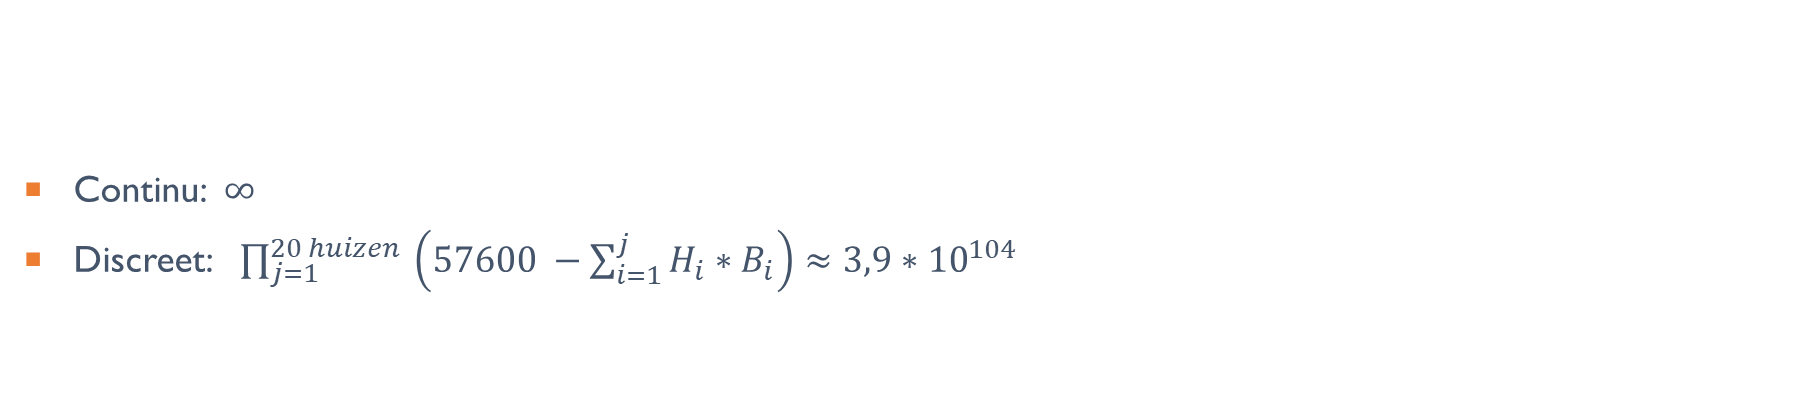 Continu: ∞
Discreet: ∏_{j=1}^{20 huizen} (57600 − ∑_{i=1}^{j} H_i * B_i) ≈ 3,9 * 10^{104}